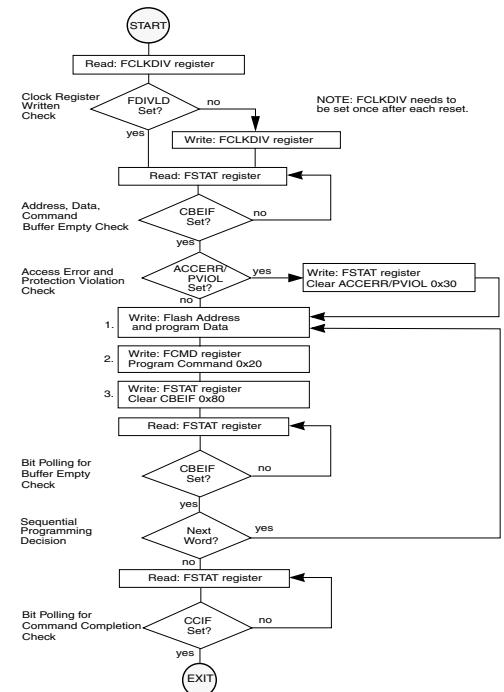 START
Read: FCLKDIV register
Clock Register
Written
Check
FDIVLD
Set?
no
yes
NOTE: FCLKDIV needs to
be set once after each reset.
Write: FCLKDIV register
Read: FSTAT register
Address, Data,
Command
Buffer Empty Check
CBEIF
Set?
no
yes
Access Error and
Protection Violation
Check
ACCERR/
PVIOL
Set?
yes
no
Write: FSTAT register
Clear ACCERR/PVIOL 0x30
1.
Write: Flash Address
and program Data
2.
Write: FCMD register
Program Command 0x20
3.
Write: FSTAT register
Clear CBEIF 0x80
Read: FSTAT register
Bit Polling for
Buffer Empty
Check
CBEIF
Set?
no
yes
Sequential
Programming
Decision
Next
Word?
yes
no
Read: FSTAT register
Bit Polling for
Command Completion
Check
CCIF
Set?
no
yes
EXIT